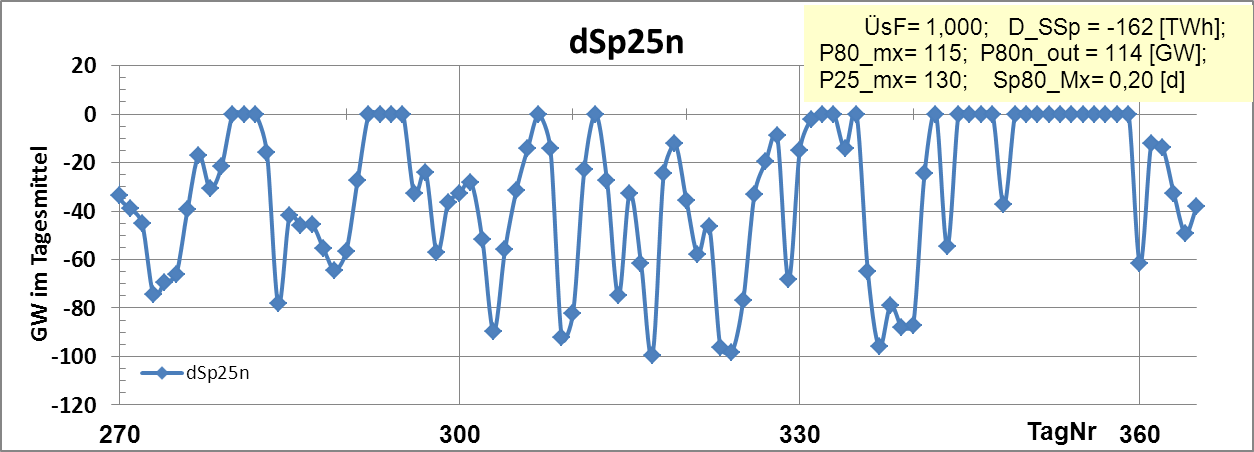 dSp25n
ÜsF= 1,000; D_SSp = -162 [TWh];
P80_mx= 115; P80n_out = 114 [GW];
P25_mx= 130; Sp80_Mx= 0,20 [d]
GW im Tagesmittel
20
0
-20
-40
-60
-80
-100
-120
dSp25n
270
300
330
TagNr
360